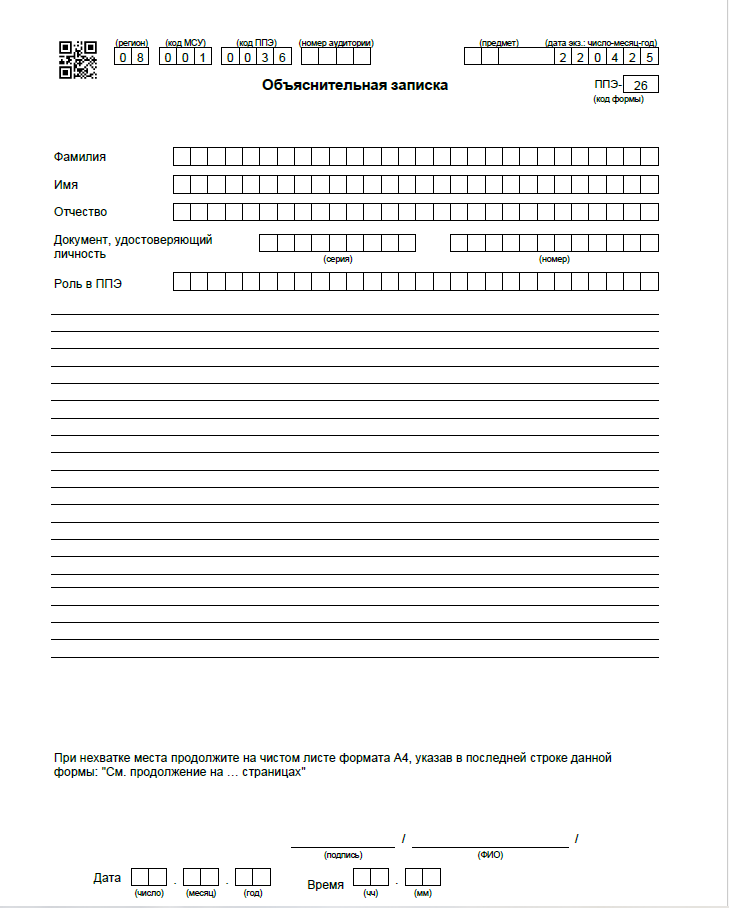 (регион) (код МСУ) (код ППЭ) (номер аудитории) (предмет) (дата экз.: число-месяц-год)
08 001 0036 220425
Объяснительная записка ППЭ- 26
(код формы)
Фамилия
Имя
Отчество
Документ, удостоверяющий
личность
(серия) (номер)
Роль в ППЭ
При нехватке места продолжите на чистом листе формата А4, указав в последней строке данной
формы: "См. продолжение на ... страницах"
/ /
(подпись) (ФИО)
Дата . . Время .
(число) (месяц) (год) (чч) (мм)